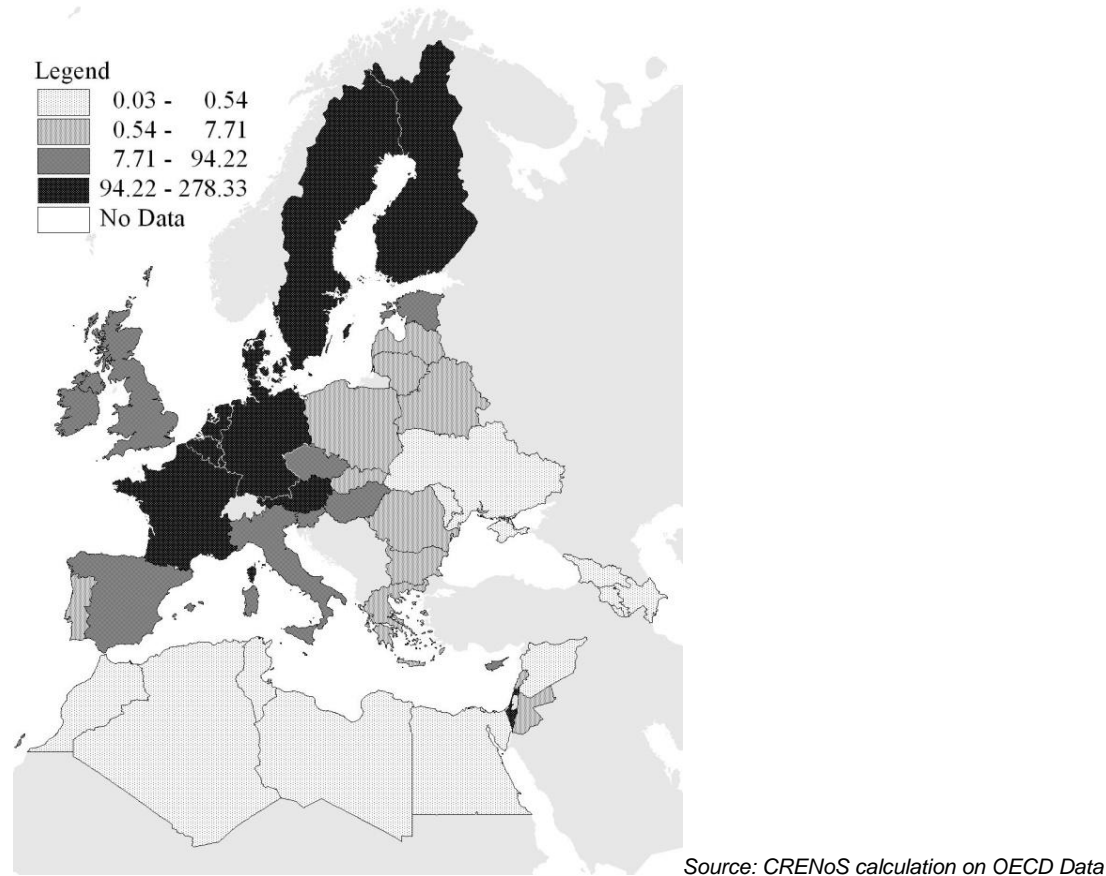 Legend
0.03 - 0.54
0.54 - 7.71
7.71 - 94.22
94.22 - 278.33
No Data
Source: CRENoS calculation on OECD Data